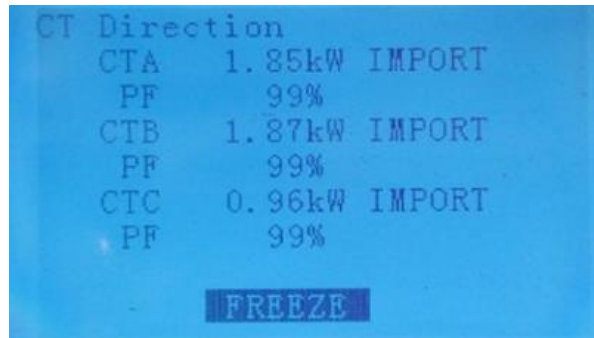 CT Direction
CTA 1.85kW IMPORT
PF 99%
CTB 1.87kW IMPORT
PF 99%
CTC 0.96kW IMPORT
PF 99%
FREEZE